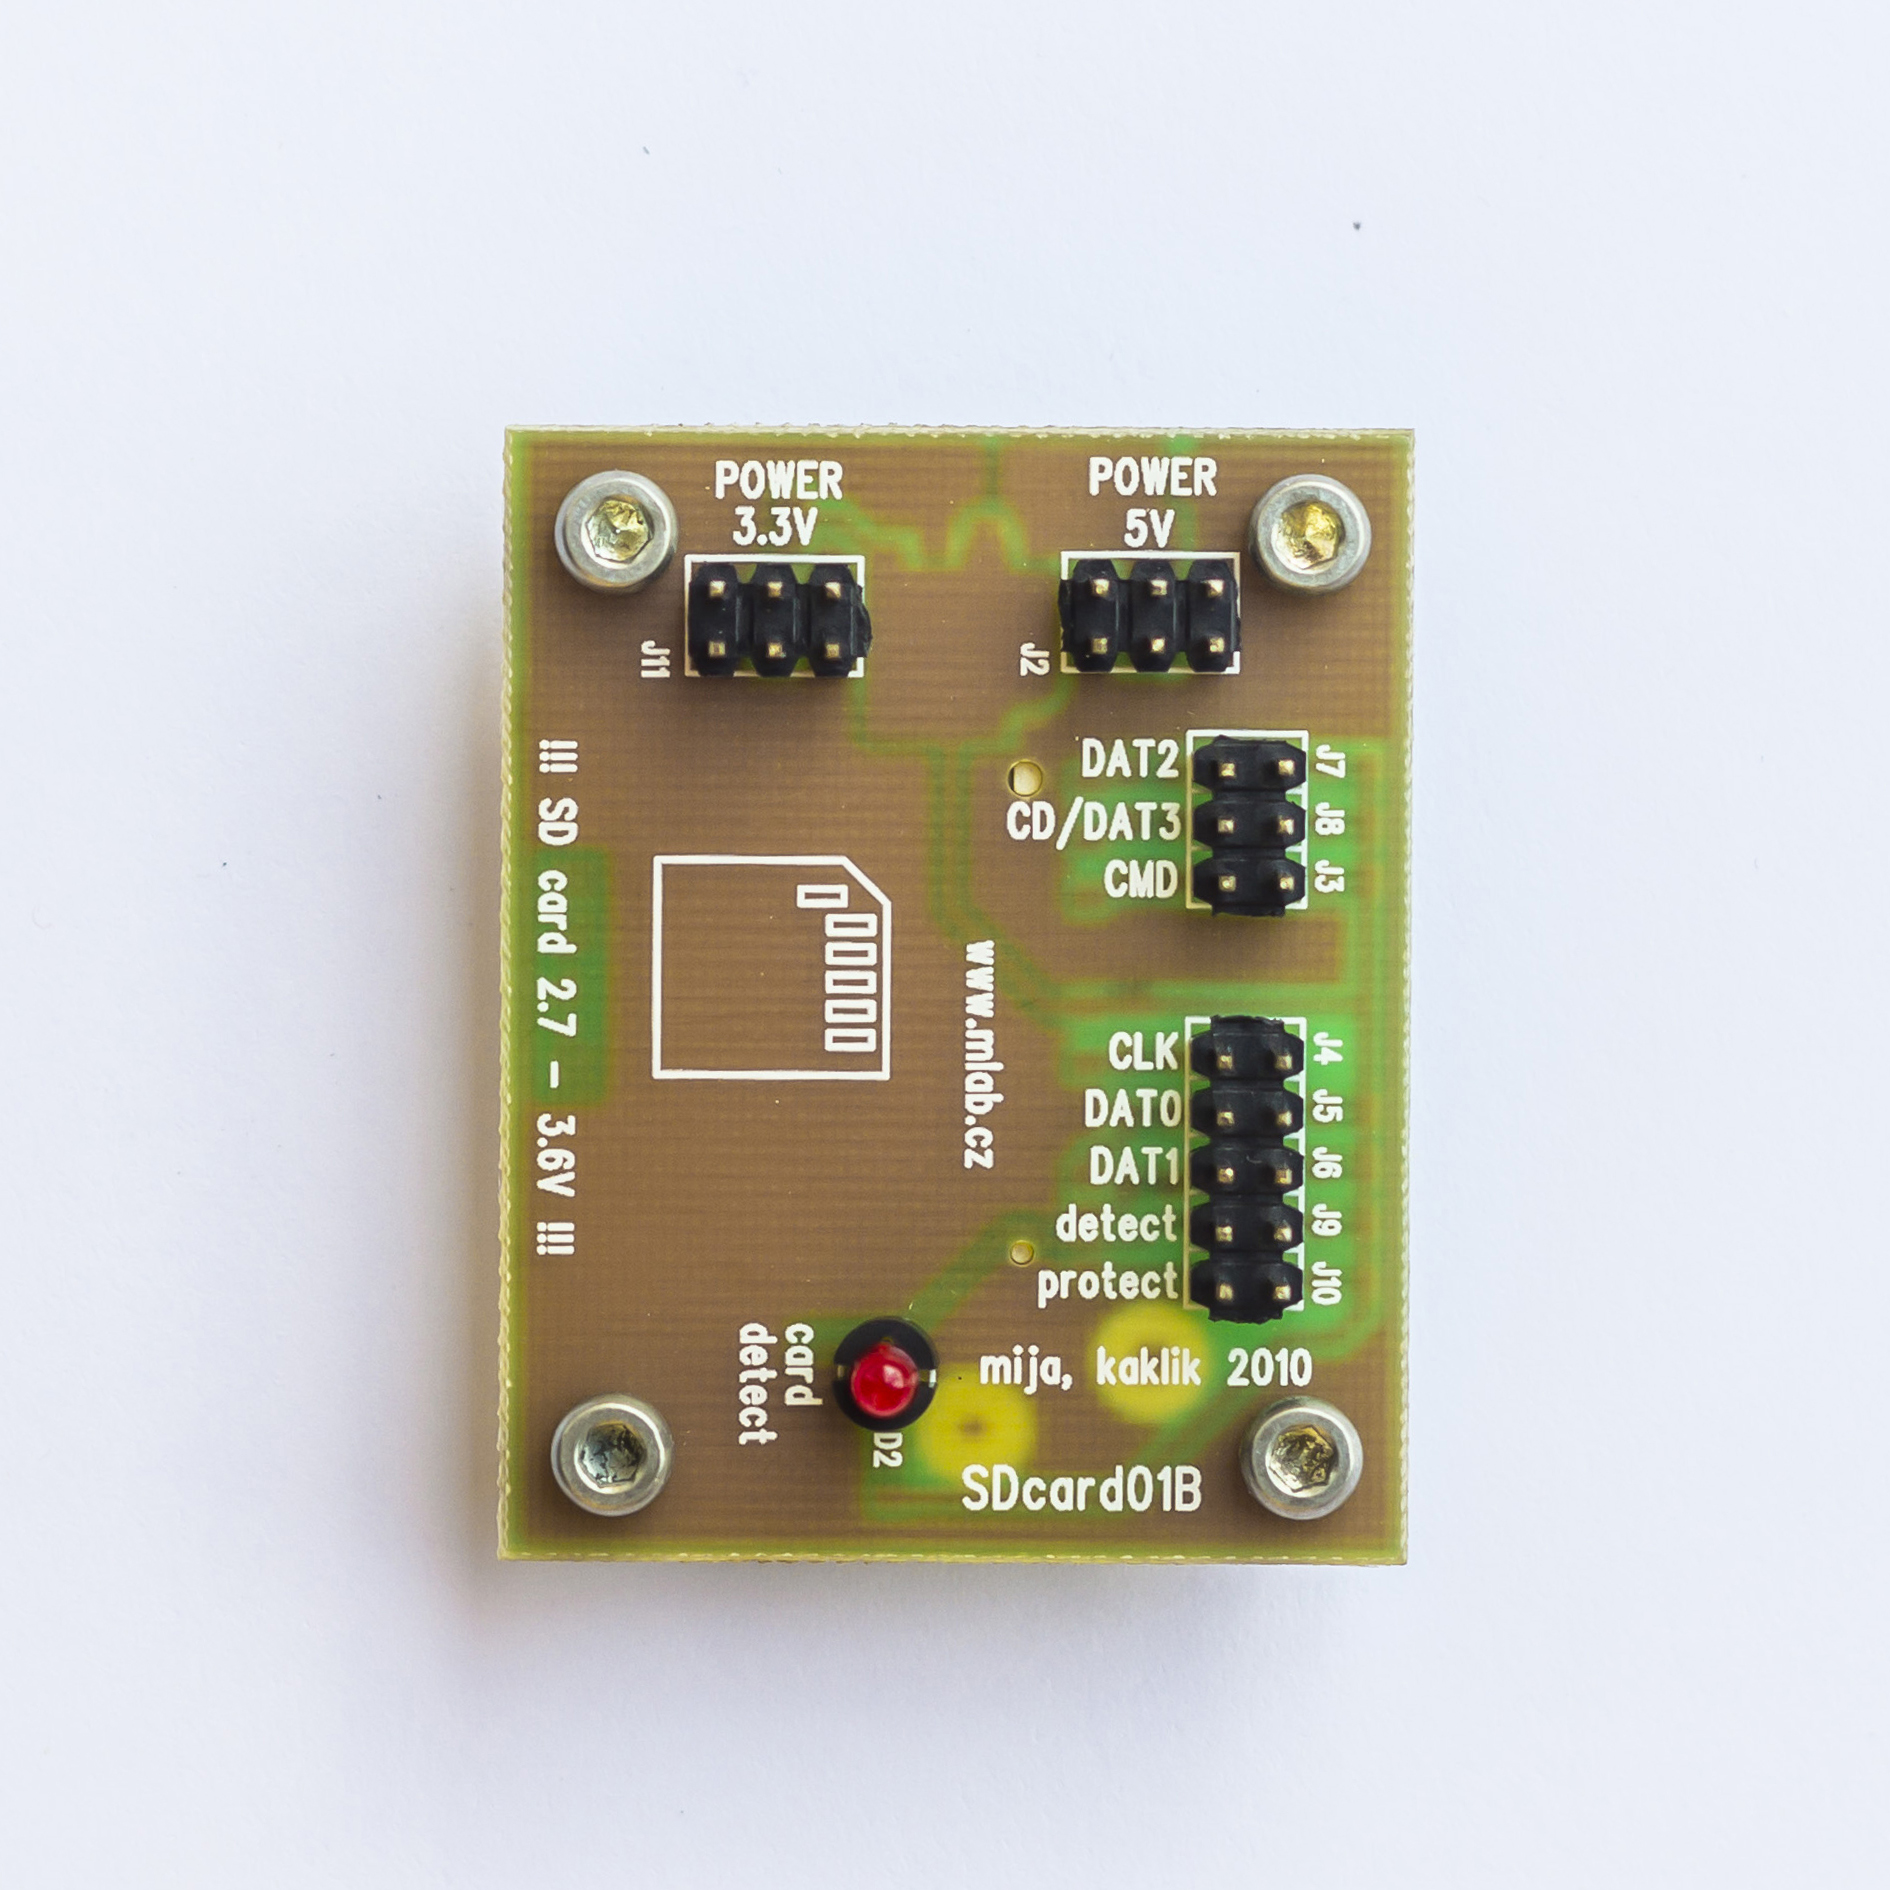 POWER
3.3V
J11
POWER
5V
J2
DAT2 J7
CD/DAT3 J8
CMD J3
!!! SD card 2.7 - 3.6V !!!
www.mlab.cz
CLK J4
DAT0 J5
DAT1 J6
detect J9
protect J10
card
detect
D2
mija, kaklik 2010
SDcard01B